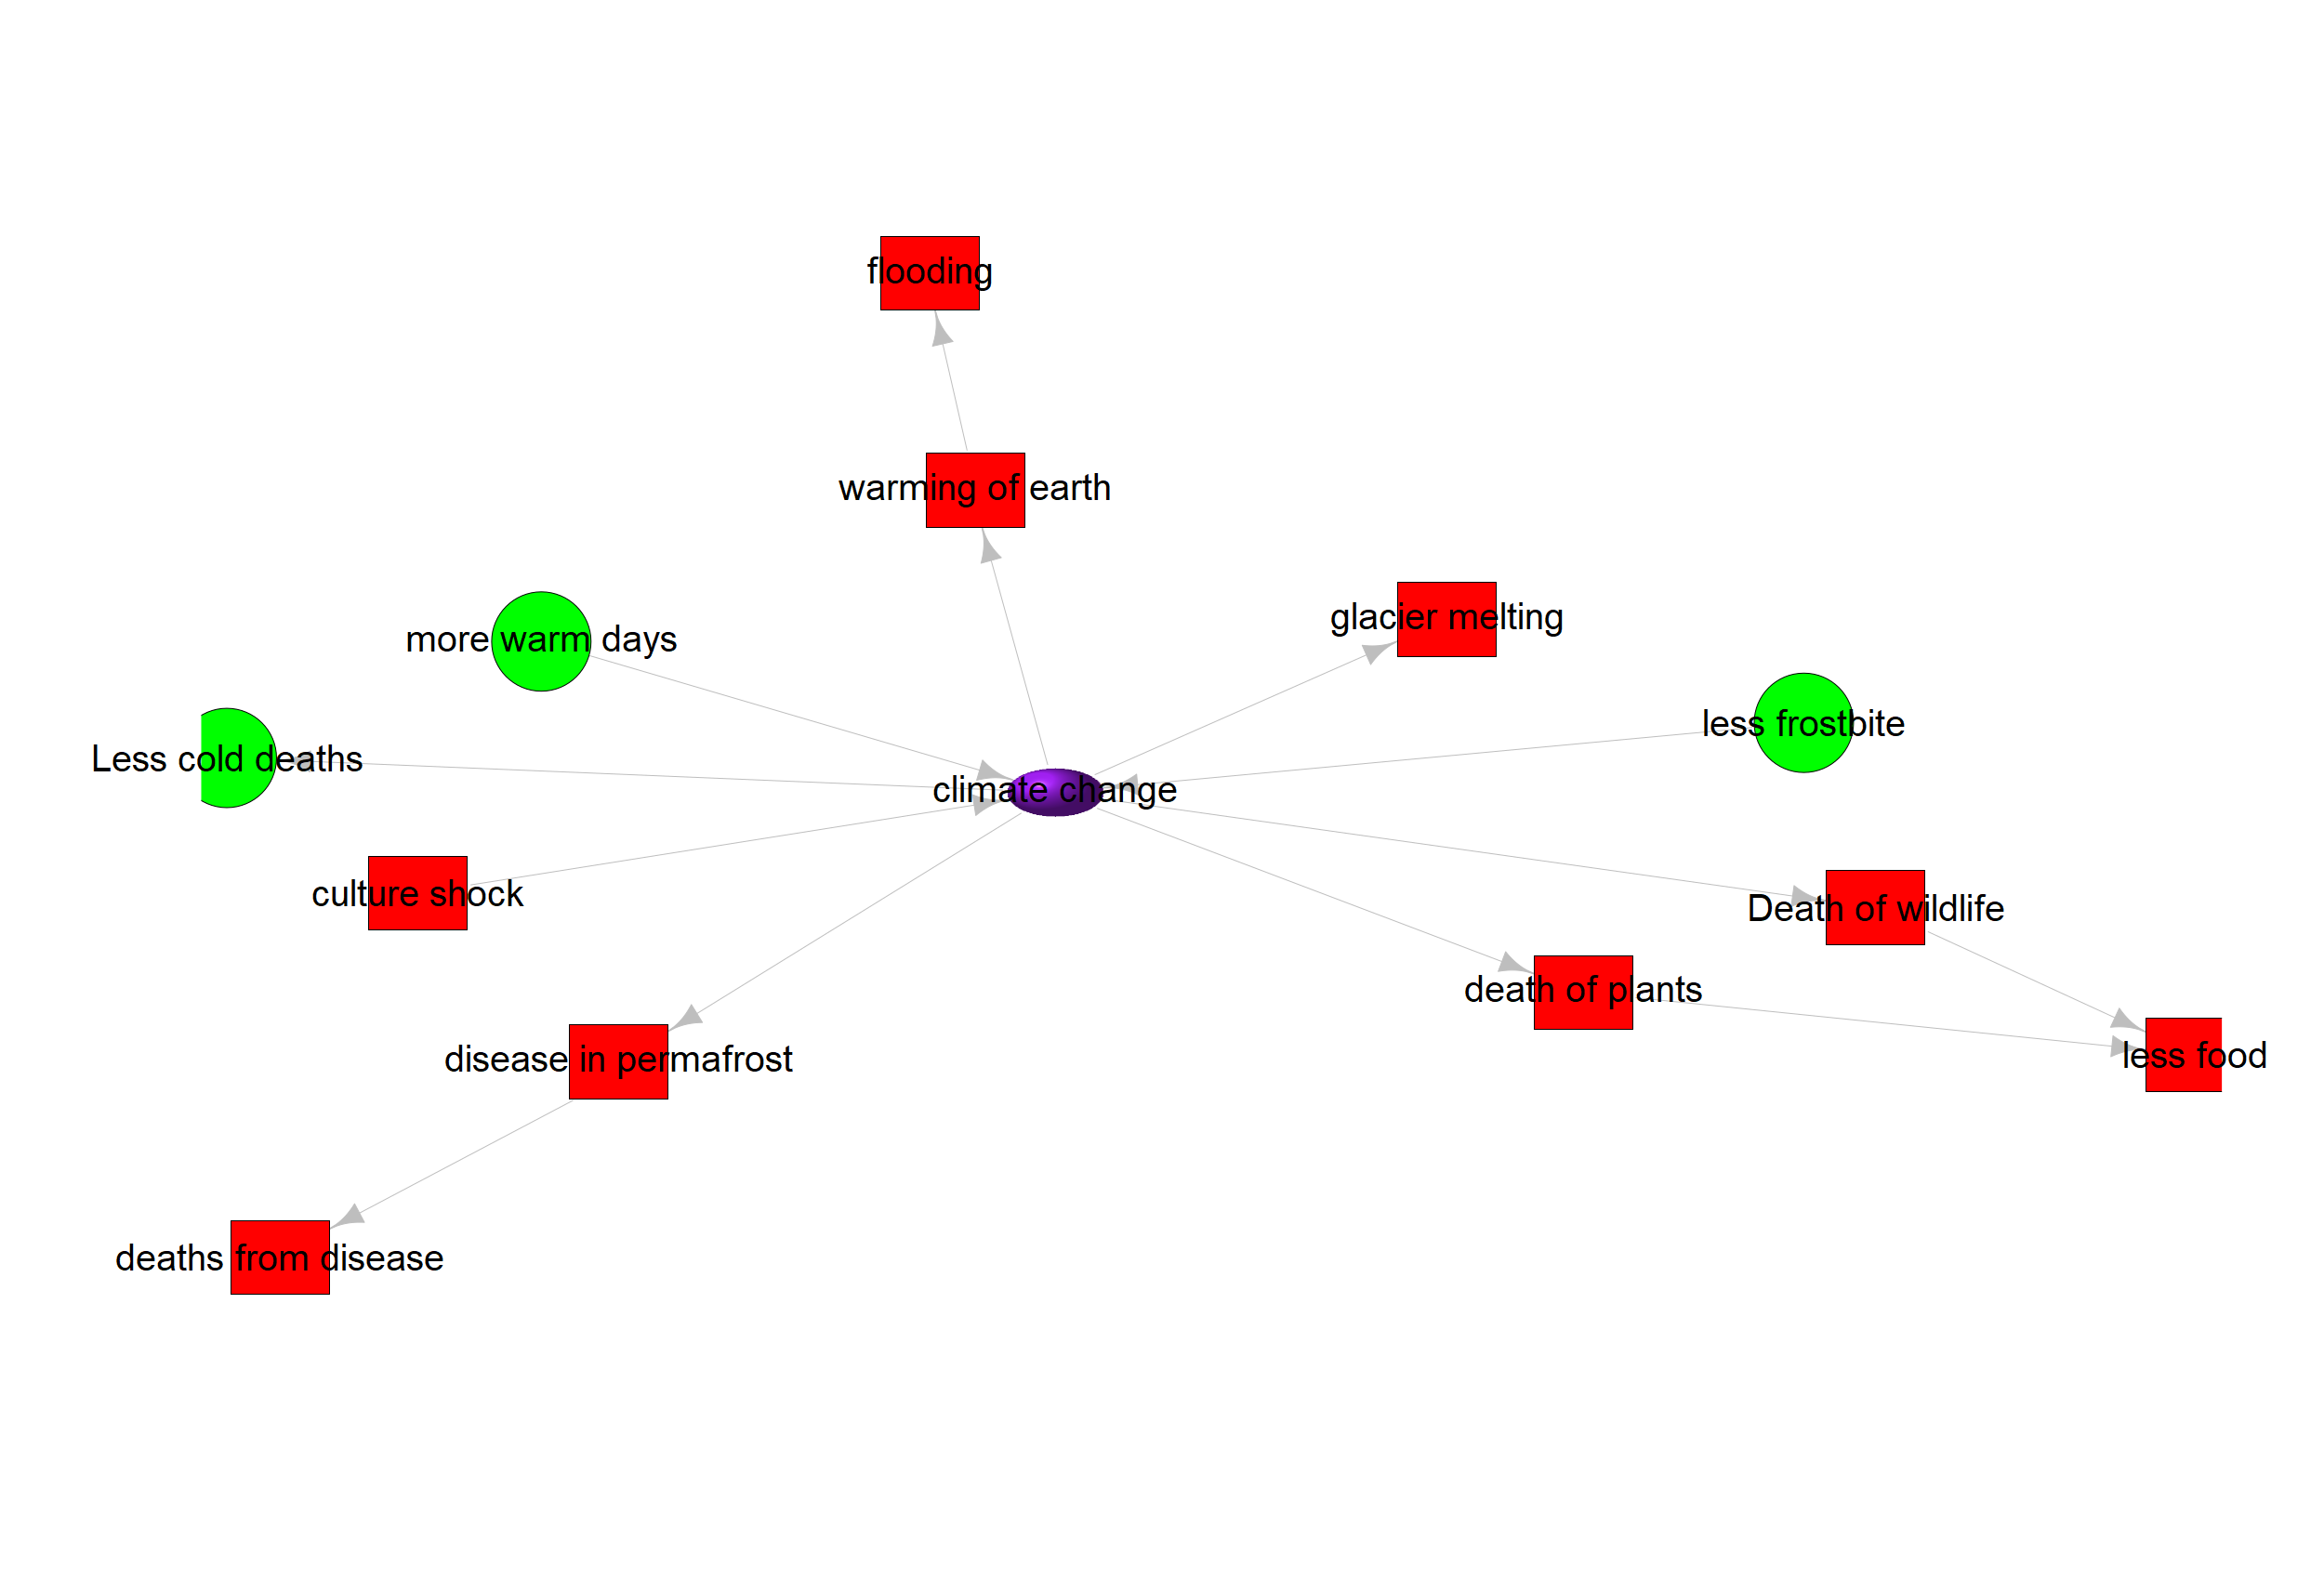 flooding
warming of earth
glacier melting
more warm days
less frostbite
Less cold deaths
climate change
culture shock
Death of wildlife
death of plants
less food
disease in permafrost
deaths from disease